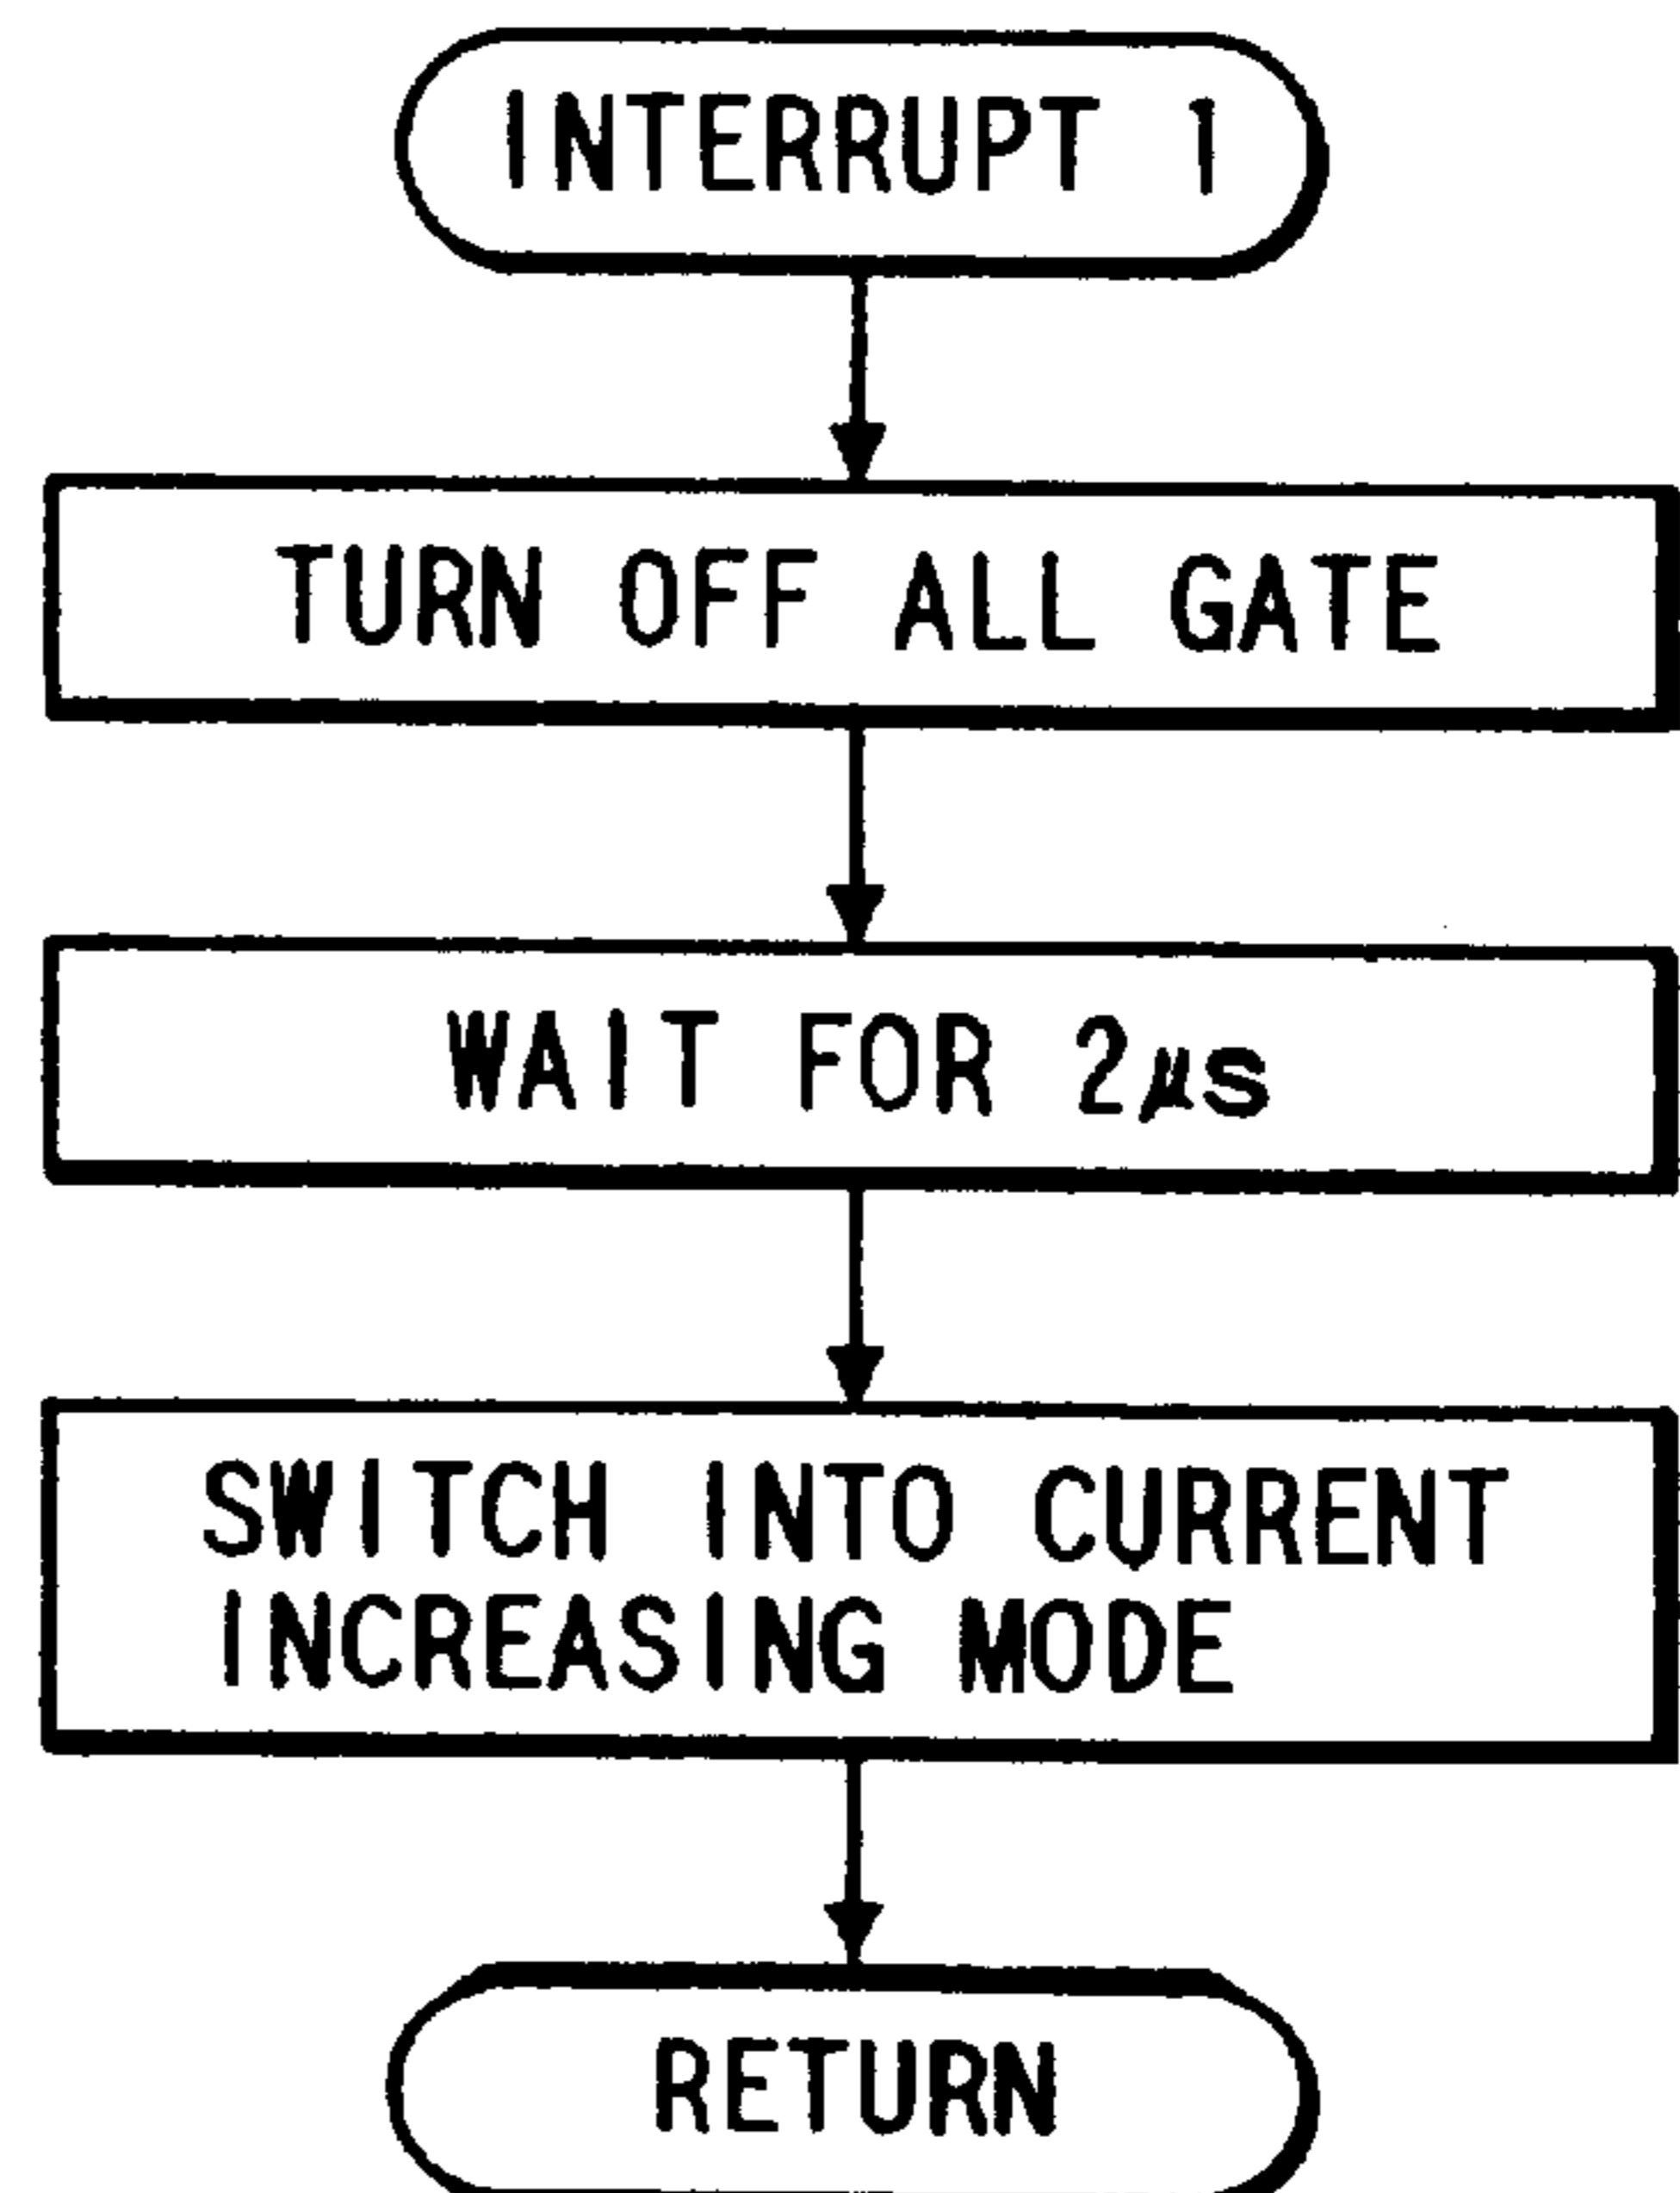 INTERRUPT 1
TURN OFF ALL GATE
WAIT FOR 2μs
SWITCH INTO CURRENT
INCREASING MODE
RETURN